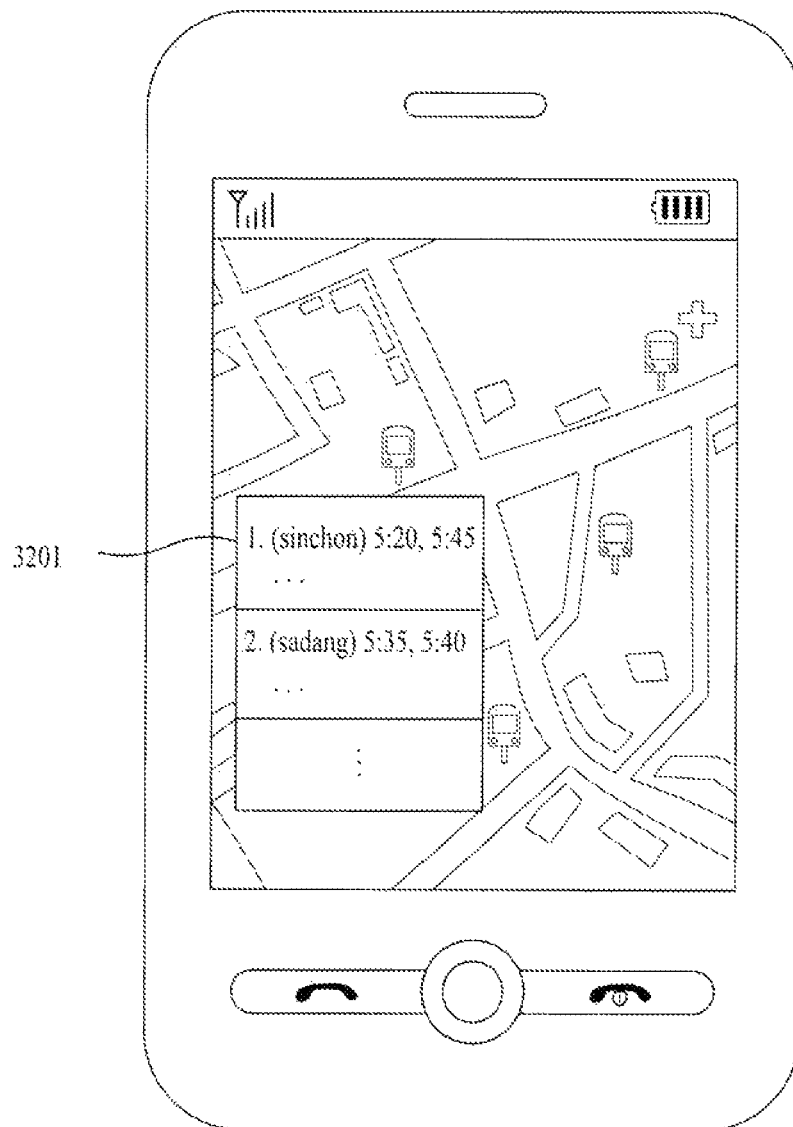 3201
1. (sinchon) 5:20, 5:45
...
2. (sadang) 5:35, 5:40
...
⋮